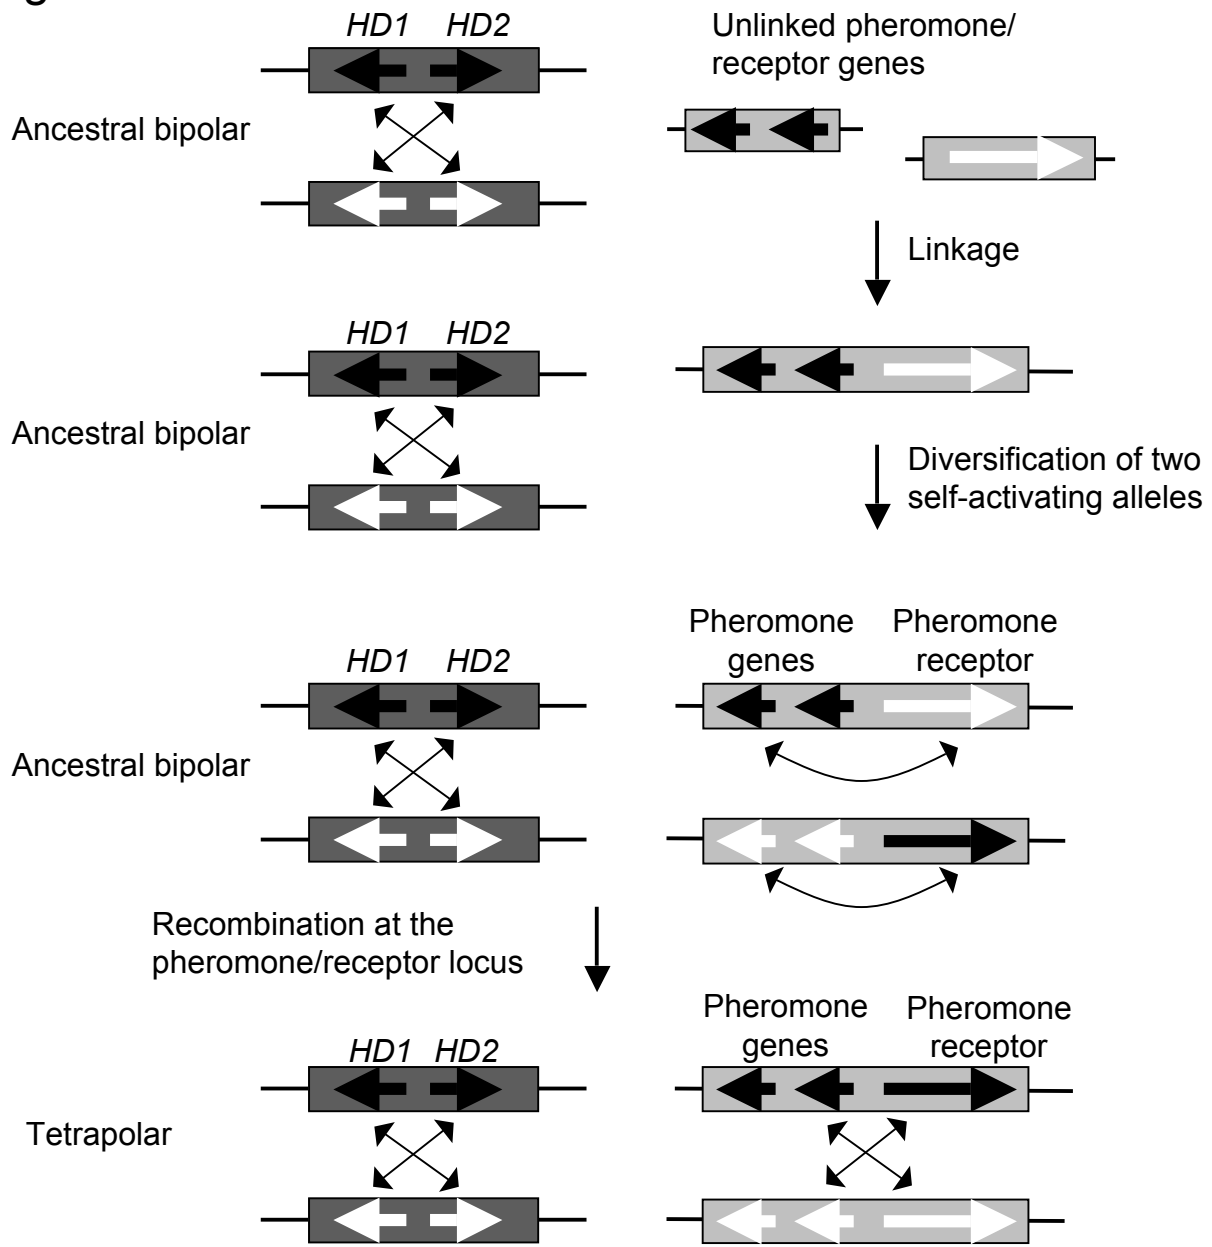 HD1 HD2
Unlinked pheromone/
receptor genes
Ancestral bipolar
Linkage
HD1 HD2
Ancestral bipolar
Diversification of two
self-activating alleles
Pheromone genes
Pheromone receptor
HD1 HD2
Ancestral bipolar
Recombination at the
pheromone/receptor locus
Pheromone genes
Pheromone receptor
HD1 HD2
Tetrapolar